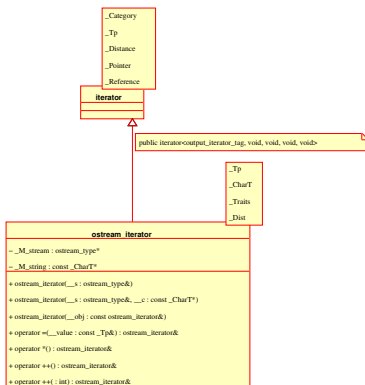 _Category
_Tp
_Distance
_Pointer
_Reference
iterator
public iterator<output_iterator_tag, void, void, void, void>
_Tp
_CharT
_Traits
_Dist
ostream_iterator
- _M_stream : ostream_type*
- _M_string : const _CharT*
+ ostream_iterator(__s : ostream_type&)
+ ostream_iterator(__s : ostream_type&, __c : const _CharT*)
+ ostream_iterator(__obj : const ostream_iterator&)
+ operator =(__value : const _Tp&) : ostream_iterator&
+ operator *() : ostream_iterator&
+ operator ++() : ostream_iterator&
+ operator ++( : int) : ostream_iterator&